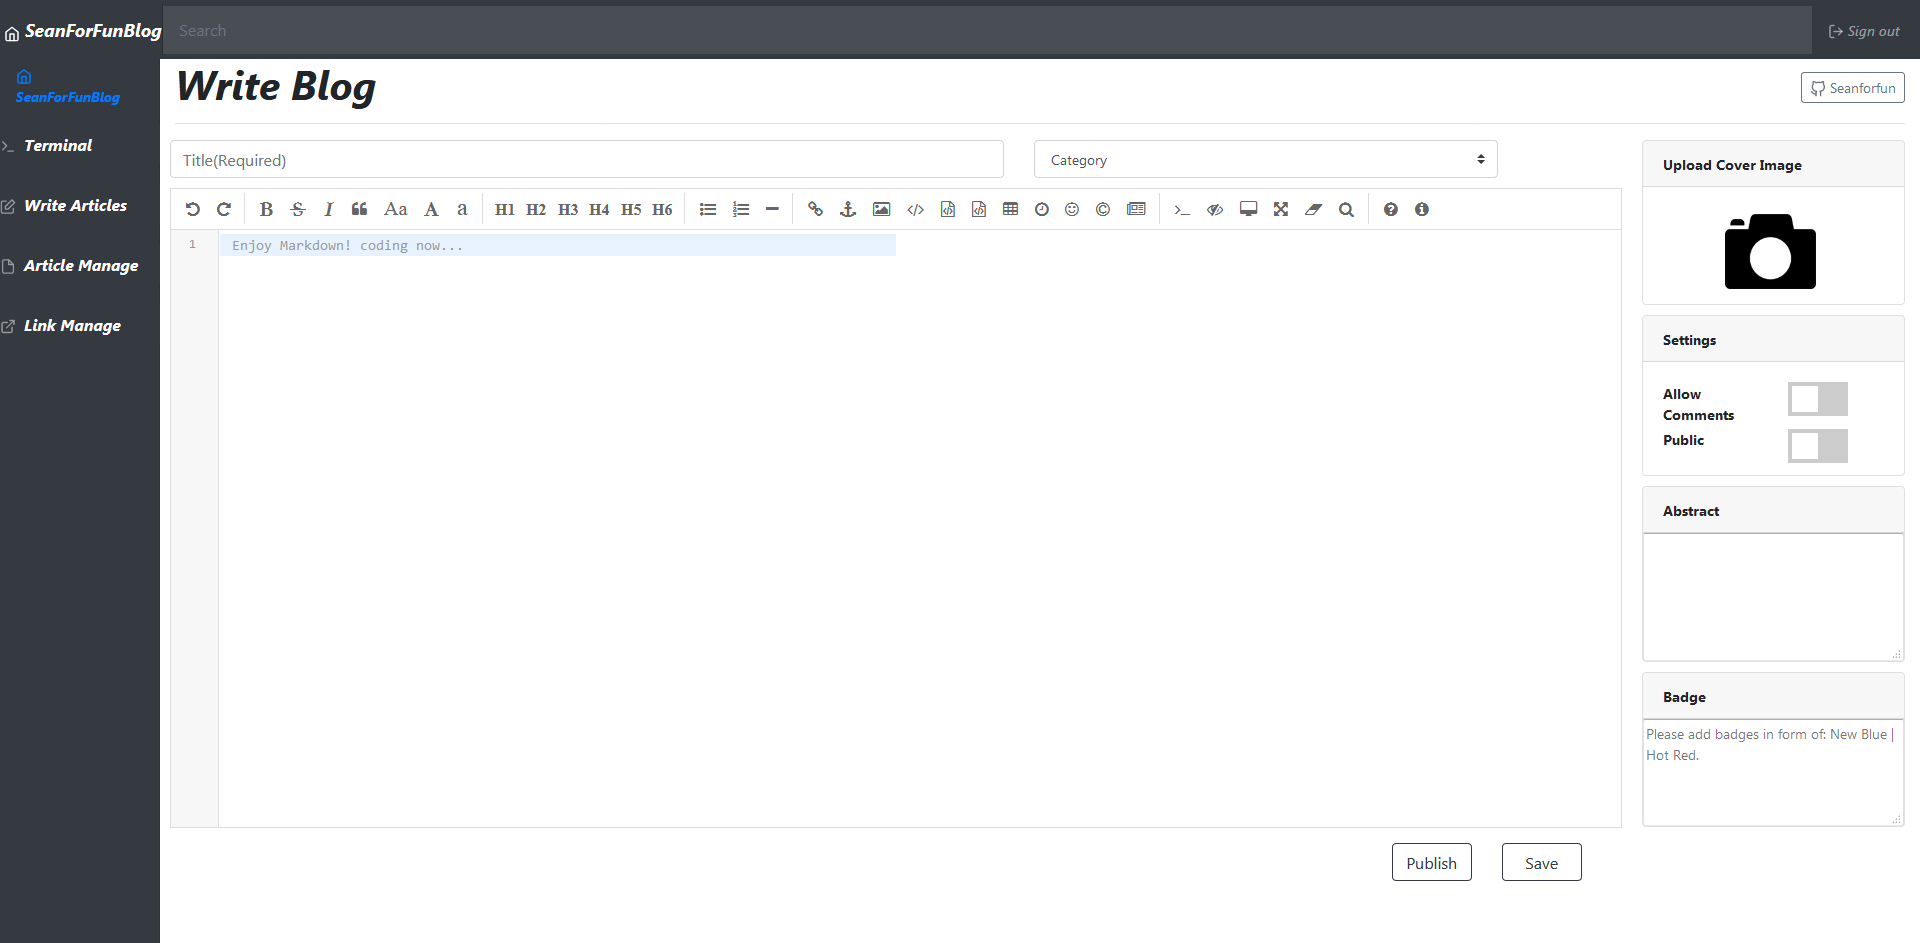 SeanForFunBlog
Search
Sign out
SeanForFunBlog
Terminal
Write Articles
Article Manage
Link Manage
Write Blog
Seanforfun
Title(Required)
Category
B S I Aa A a H1 H2 H3 H4 H5 H6
1
Enjoy Markdown! coding now...
Publish
Save
Upload Cover Image
Settings
Allow
Comments
Public
Abstract
Badge
Please add badges in form of: New Blue |
Hot Red.